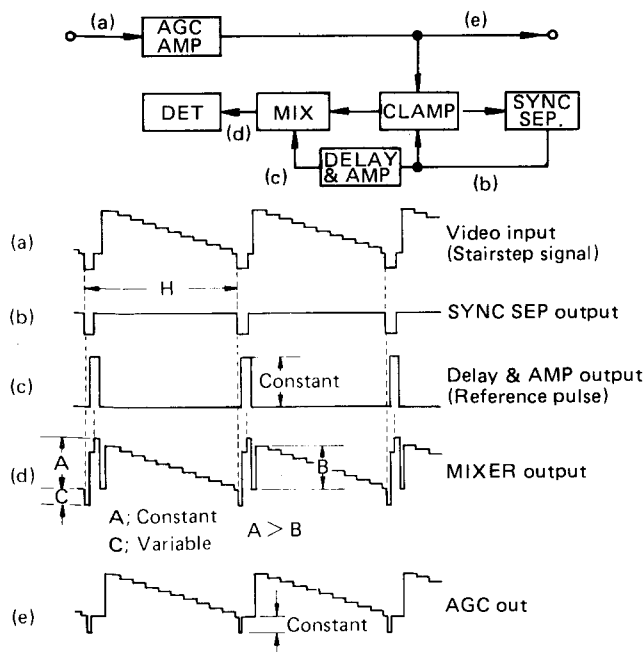 (a)
AGC
AMP
(e)
DET
MIX
CLAMP
SYNC
SEP.
(d)
(c)
DELAY
& AMP
(b)
(a)
Video input
(Stairstep signal)
H
(b)
SYNC SEP output
(c)
Constant
Delay & AMP output
(Reference pulse)
(d)
A
B
C
MIXER output
A; Constant
C; Variable
A > B
(e)
Constant
AGC out